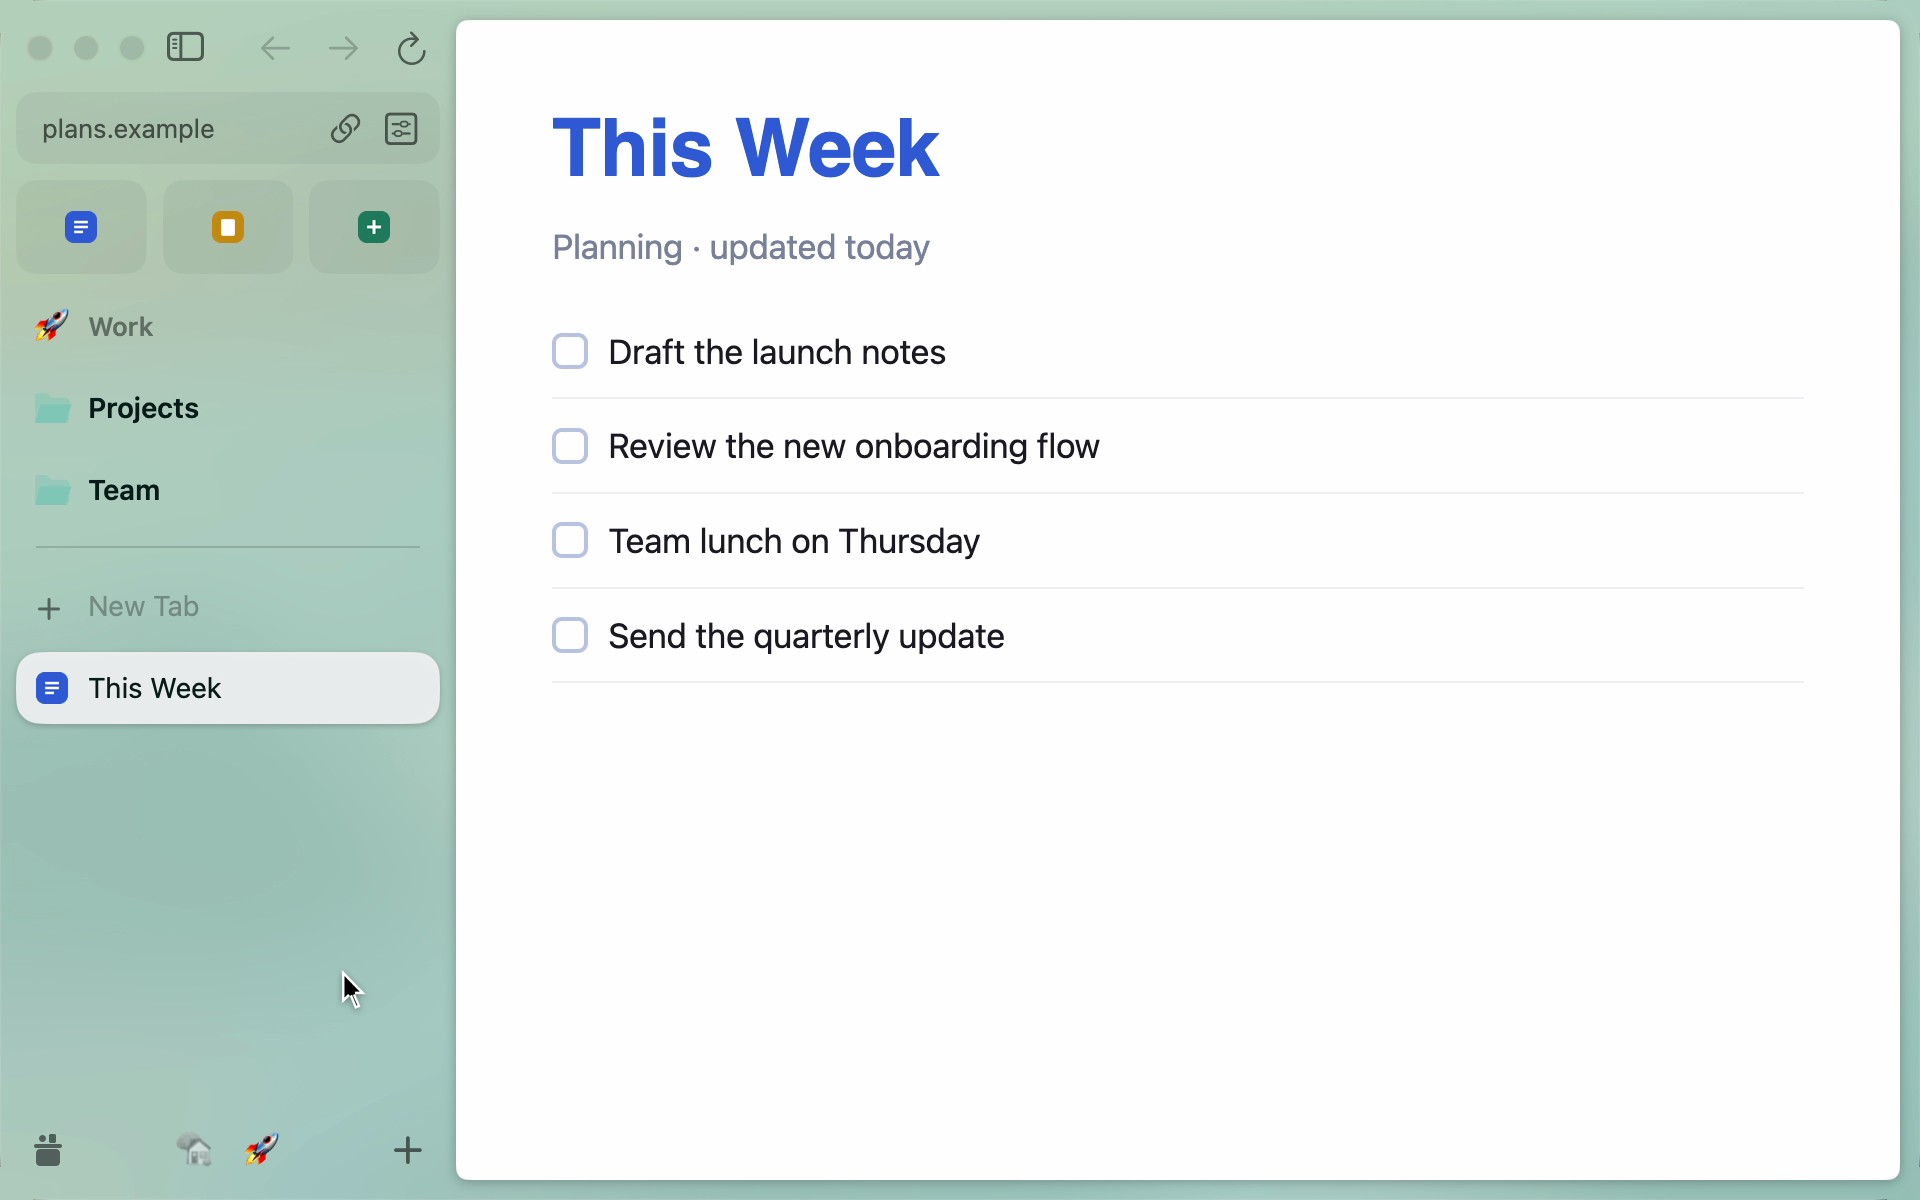 plans.example
Work
Projects
Team
New Tab
This Week
This Week
Planning · updated today
Draft the launch notes
Review the new onboarding flow
Team lunch on Thursday
Send the quarterly update